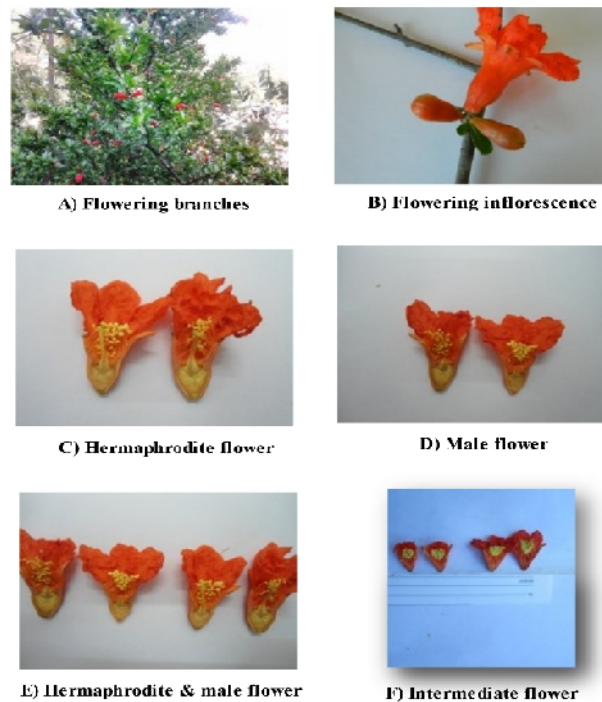 A) Flowering branches
B) Flowering inflorescence
C) Hermaphrodite flower
D) Male flower
E) Hermaphrodite & male flower
F) Intermediate flower